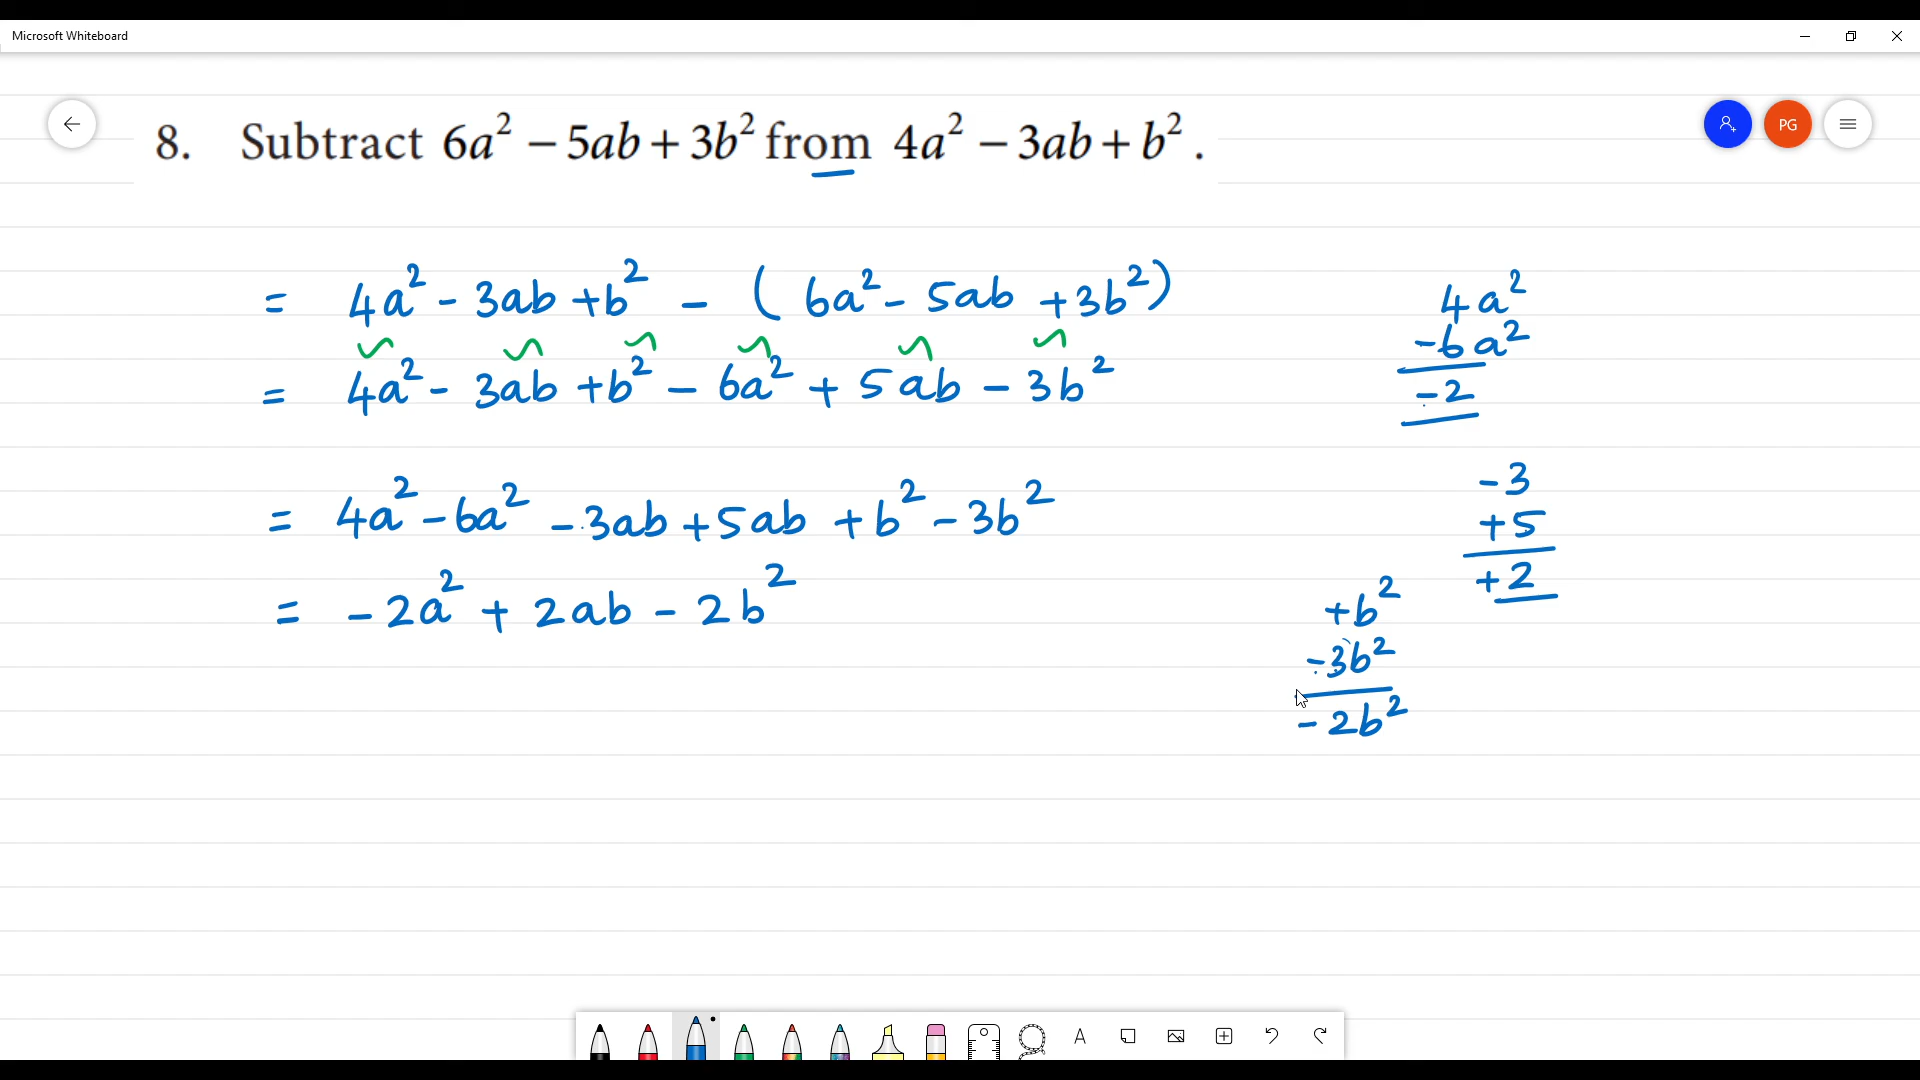 Microsoft Whiteboard
PG
8. Subtract 6a² − 5ab + 3b² from 4a² − 3ab + b² .
= 4a² - 3ab + b² - ( 6a² - 5ab + 3b² )
= 4a² - 3ab + b² - 6a² + 5ab - 3b²
= 4a² - 6a² - 3ab + 5ab + b² - 3b²
= - 2a² + 2ab - 2b²
4a²
-6a²
-2
-3
+5
+2
+b²
-3b²
-2b²
A